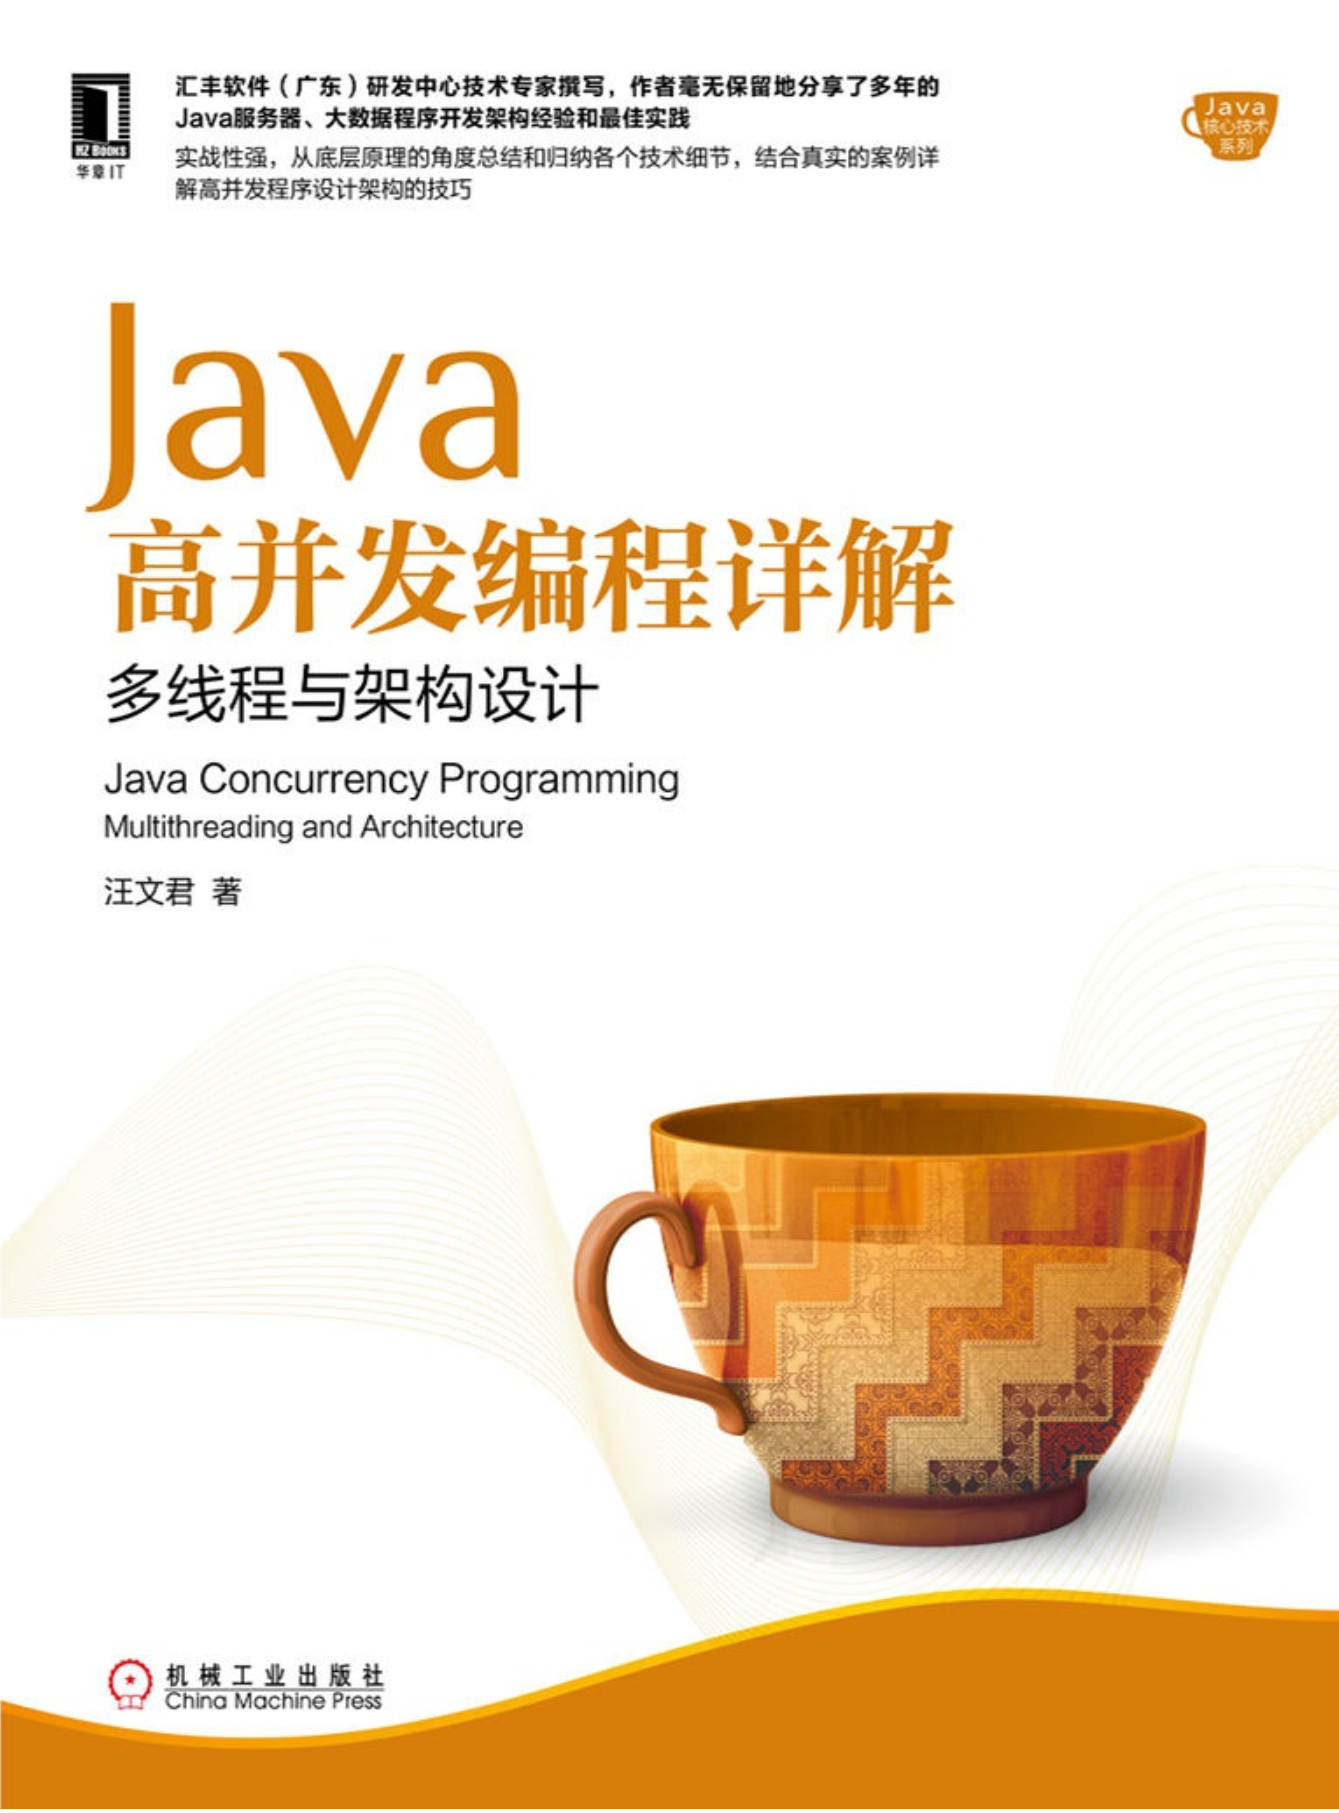 汇丰软件（广东）研发中心技术专家撰写，作者毫无保留地分享了多年的
Java服务器、大数据程序开发架构经验和最佳实践
实战性强，从底层原理的角度总结和归纳各个技术细节，结合真实的案例详
解高并发程序设计架构的技巧
HZ BOOKS
华章IT
Java
核心技术
系列
Java
高并发编程详解
多线程与架构设计
Java Concurrency Programming
Multithreading and Architecture
汪文君 著
机械工业出版社
China Machine Press